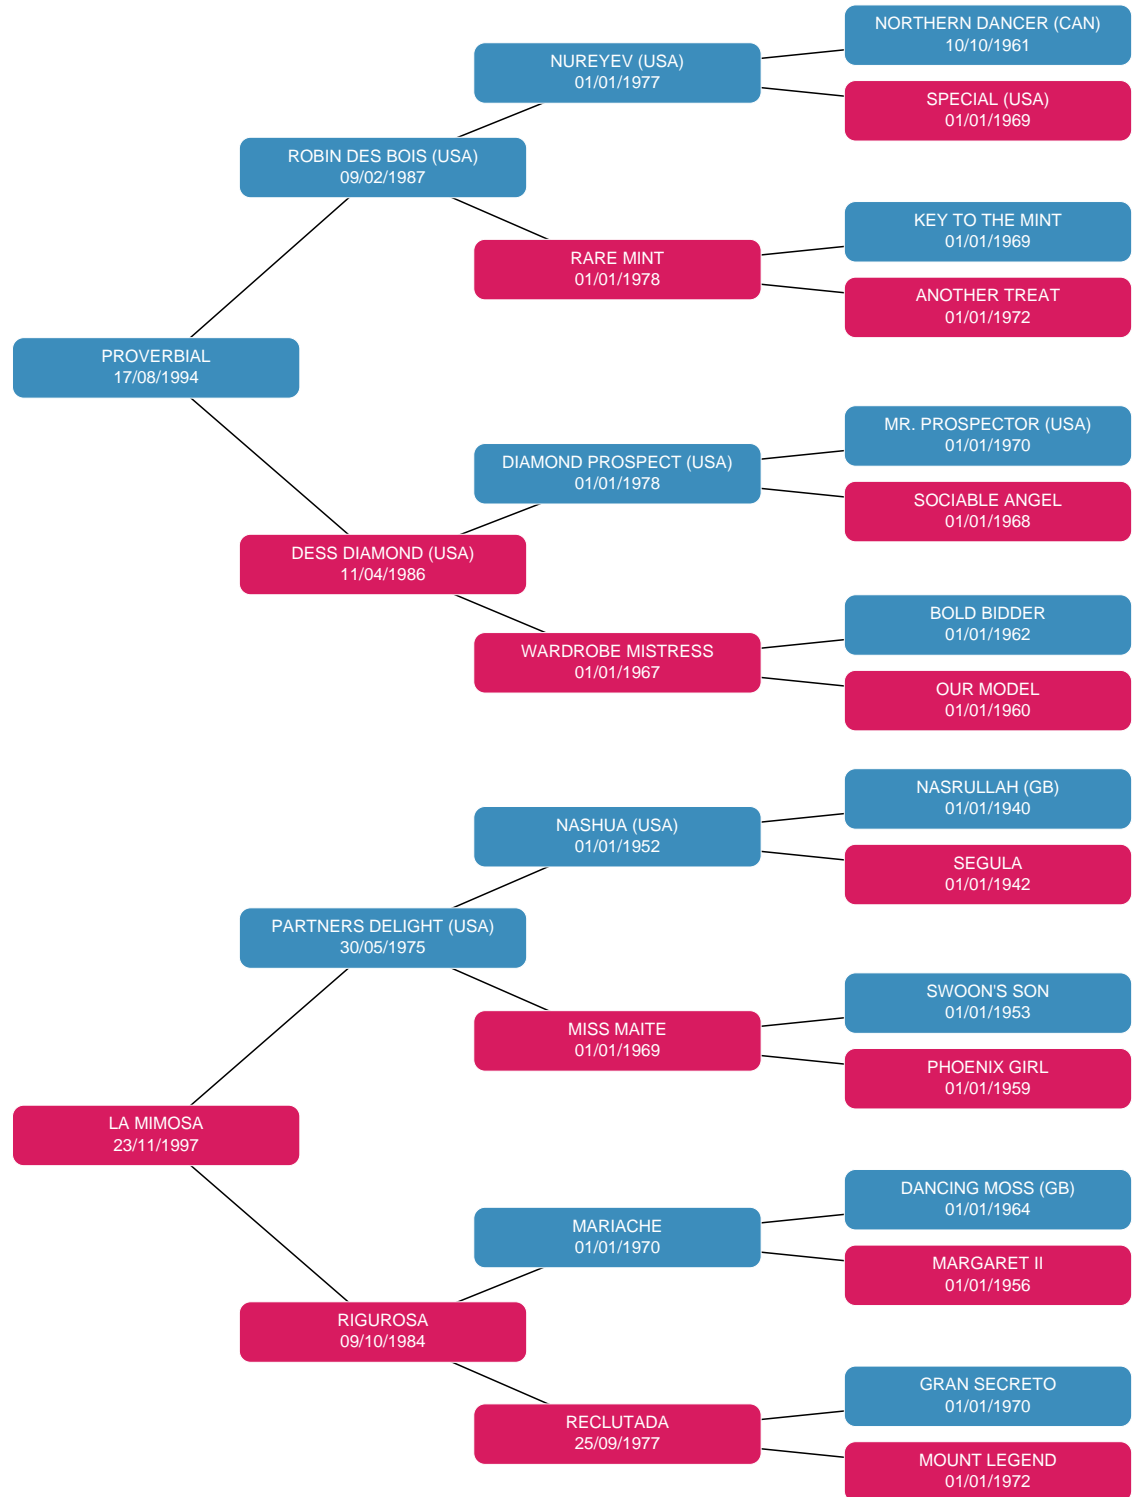 NORTHERN DANCER (CAN)
10/10/1961
NUREYEV (USA)
01/01/1977
SPECIAL (USA)
01/01/1969
ROBIN DES BOIS (USA)
09/02/1987
KEY TO THE MINT
01/01/1969
RARE MINT
01/01/1978
ANOTHER TREAT
01/01/1972
PROVERBIAL
17/08/1994
MR. PROSPECTOR (USA)
01/01/1970
DIAMOND PROSPECT (USA)
01/01/1978
SOCIABLE ANGEL
01/01/1968
DESS DIAMOND (USA)
11/04/1986
BOLD BIDDER
01/01/1962
WARDROBE MISTRESS
01/01/1967
OUR MODEL
01/01/1960
NASRULLAH (GB)
01/01/1940
NASHUA (USA)
01/01/1952
SEGULA
01/01/1942
PARTNERS DELIGHT (USA)
30/05/1975
SWOON'S SON
01/01/1953
MISS MAITE
01/01/1969
PHOENIX GIRL
01/01/1959
LA MIMOSA
23/11/1997
DANCING MOSS (GB)
01/01/1964
MARIACHE
01/01/1970
MARGARET II
01/01/1956
RIGUROSA
09/10/1984
GRAN SECRETO
01/01/1970
RECLUTADA
25/09/1977
MOUNT LEGEND
01/01/1972